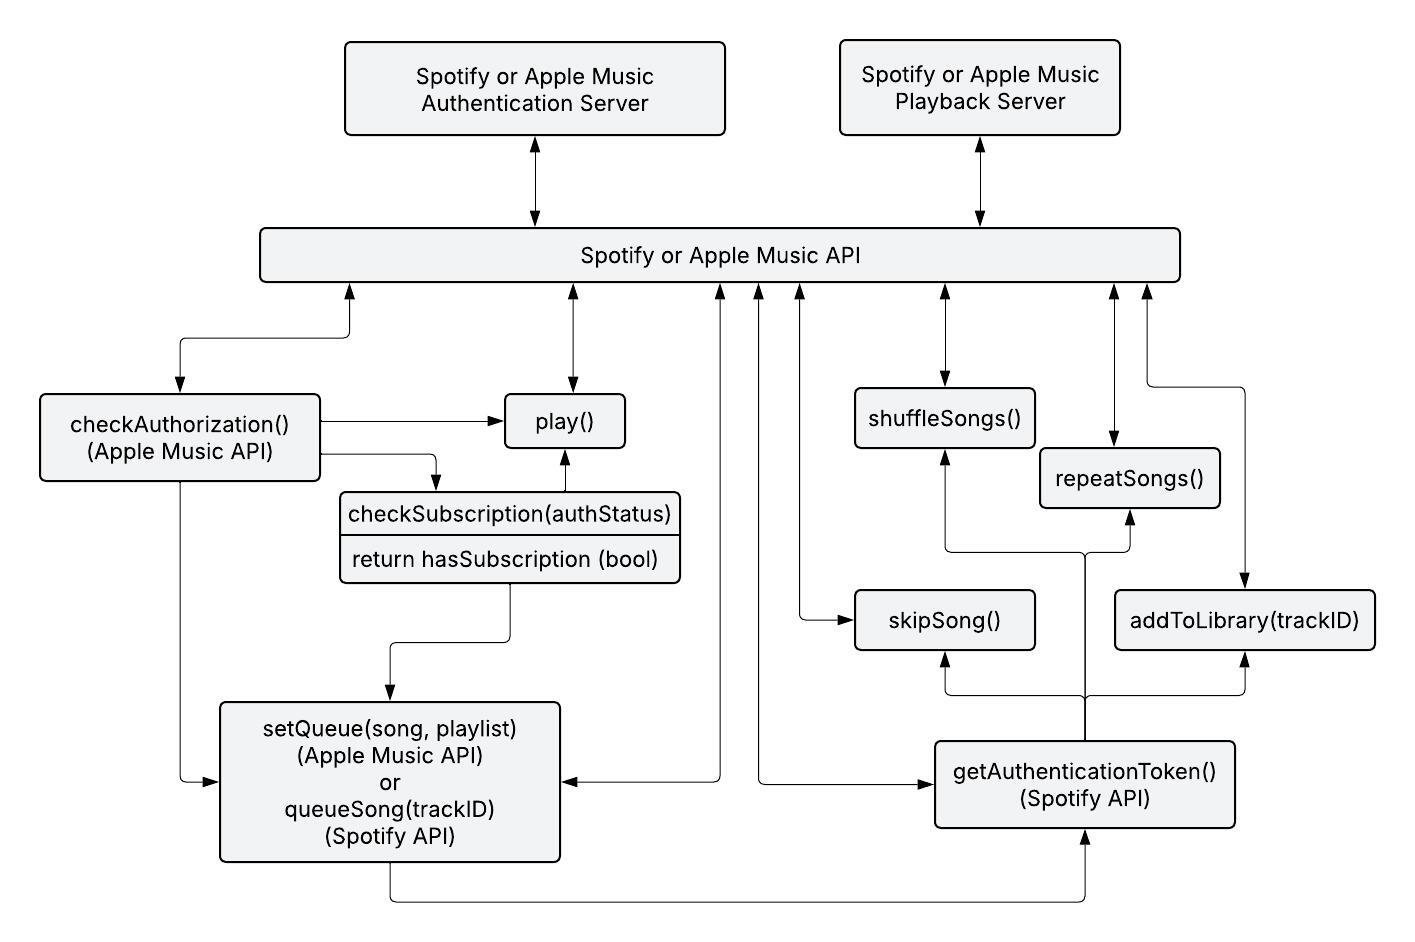 Spotify or Apple Music
Authentication Server
Spotify or Apple Music
Playback Server
Spotify or Apple Music API
checkAuthorization()
(Apple Music API)
play()
shuffleSongs()
repeatSongs()
checkSubscription(authStatus)
return hasSubscription (bool)
skipSong()
addToLibrary(trackID)
setQueue(song, playlist)
(Apple Music API)
or
queueSong(trackID)
(Spotify API)
getAuthenticationToken()
(Spotify API)